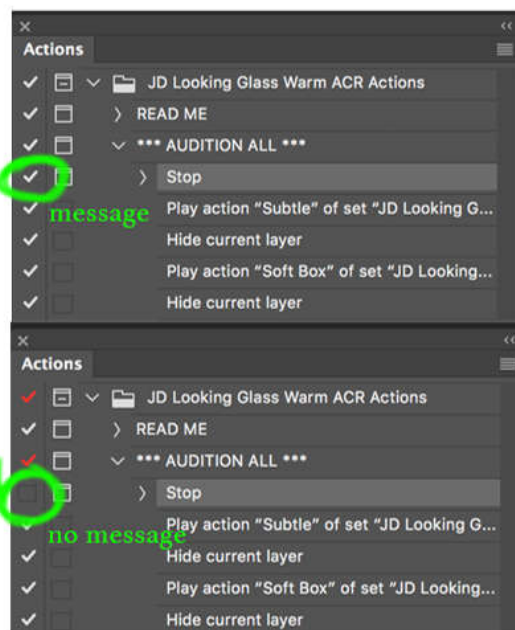 Actions
JD Looking Glass Warm ACR Actions
READ ME
*** AUDITION ALL ***
Stop
message
Play action “Subtle” of set “JD Looking G...
Hide current layer
Play action “Soft Box” of set “JD Looking...
Hide current layer
Actions
JD Looking Glass Warm ACR Actions
READ ME
*** AUDITION ALL ***
Stop
no message
Play action “Subtle” of set “JD Looking G...
Hide current layer
Play action “Soft Box” of set “JD Looking...
Hide current layer